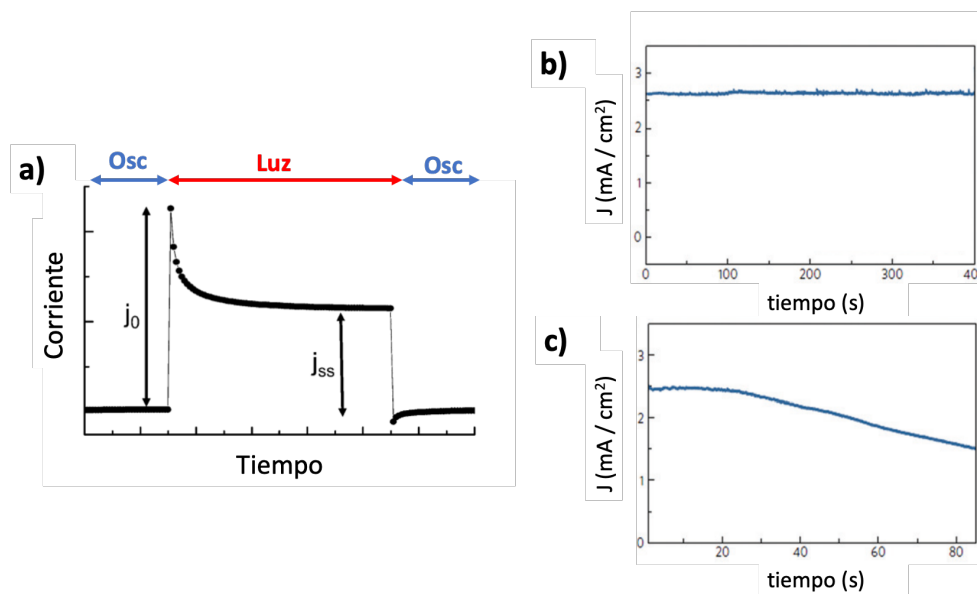 a)
Osc
Luz
Osc
Corriente
j0
jss
Tiempo
b)
J (mA / cm2)
3
2
1
0
0
100
200
300
40
tiempo (s)
c)
J (mA / cm2)
3
2
1
0
20
40
60
80
tiempo (s)